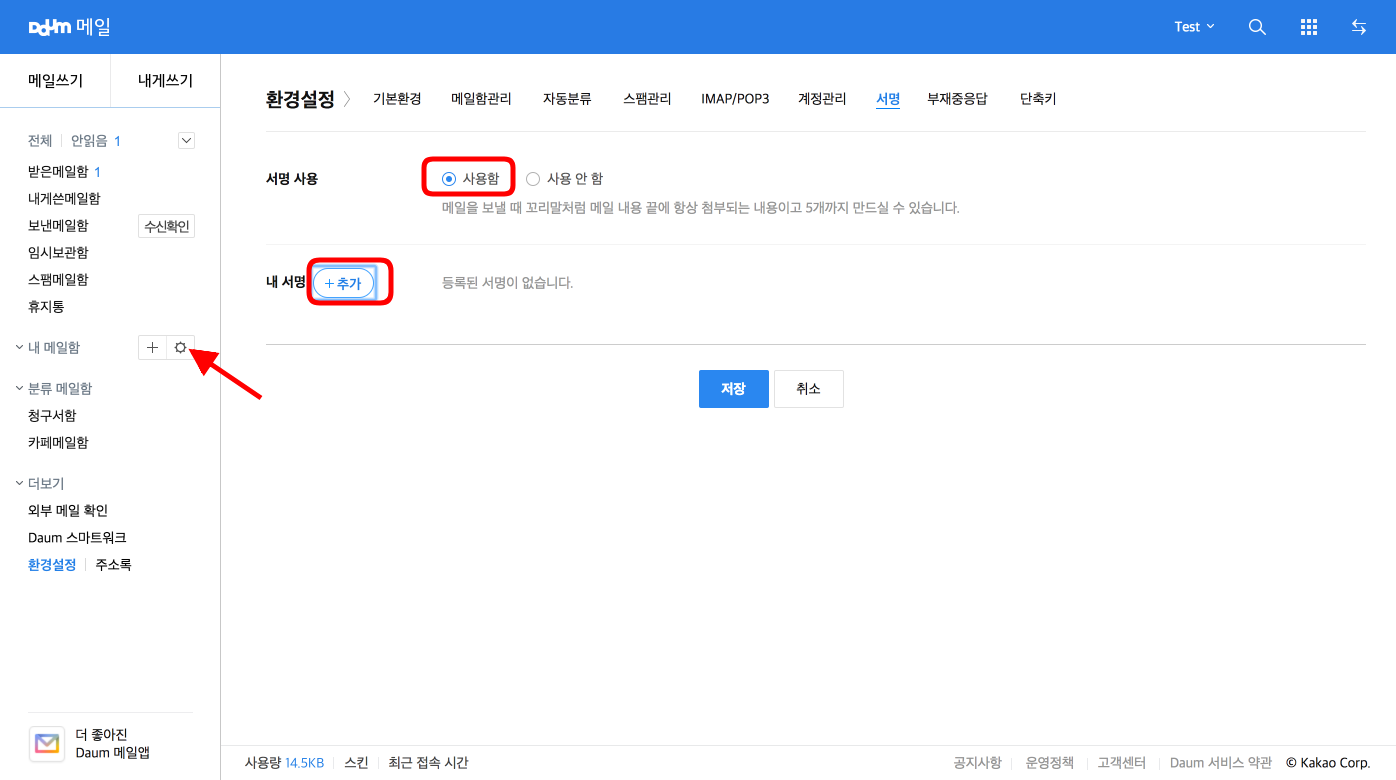 Daum 메일
Test
메일쓰기 내게쓰기
전체 안읽음 1
받은메일함 1
내게쓴메일함
보낸메일함 수신확인
임시보관함
스팸메일함
휴지통
내 메일함
분류 메일함
청구서함
카페메일함
더보기
외부 메일 확인
Daum 스마트워크
환경설정 주소록
더 좋아진
Daum 메일앱
환경설정 기본환경 메일함관리 자동분류 스팸관리 IMAP/POP3 계정관리 서명 부재중응답 단축키
서명 사용 사용함 사용 안 함
메일을 보낼 때 꼬리말처럼 메일 내용 끝에 항상 첨부되는 내용이고 5개까지 만드실 수 있습니다.
내 서명 +추가 등록된 서명이 없습니다.
저장 취소
사용량 14.5KB 스킨 최근 접속 시간 공지사항 운영정책 고객센터 Daum 서비스 약관 © Kakao Corp.